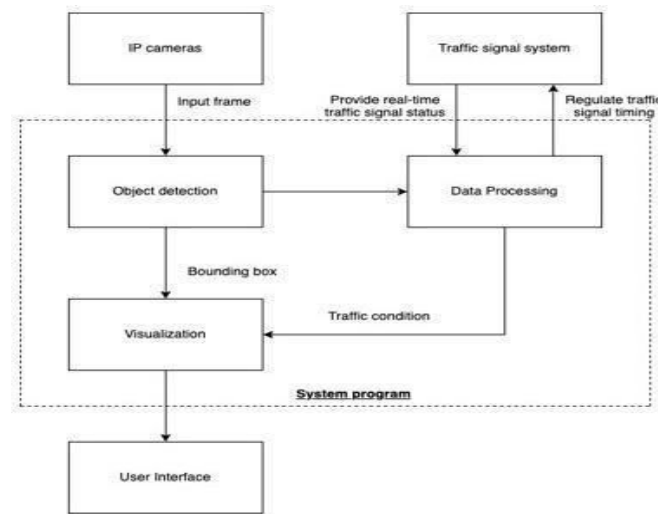 IP cameras
Traffic signal system
Input frame
Provide real-time
traffic signal status
Regulate traffic
signal timing
Object detection
Data Processing
Bounding box
Visualization
Traffic condition
System program
User Interface